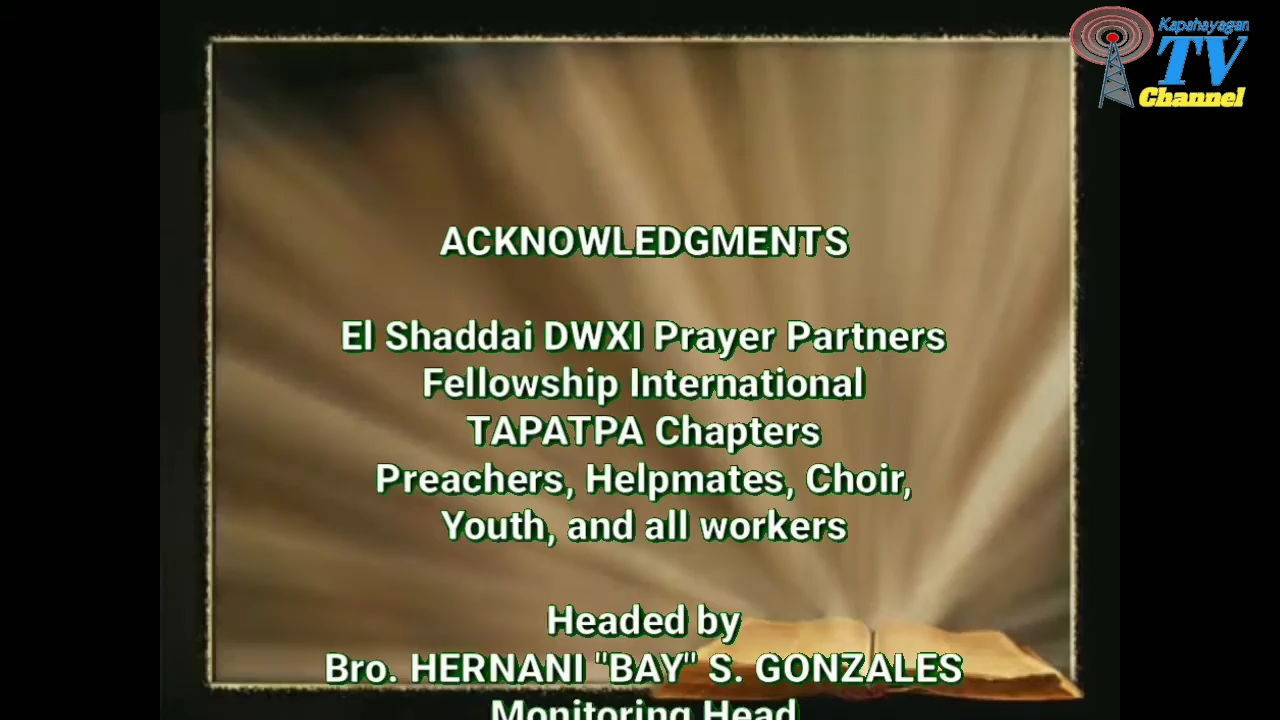 Kapahayagan
TV
Channel
ACKNOWLEDGMENTS
El Shaddai DWXI Prayer Partners
Fellowship International
TAPATPA Chapters
Preachers, Helpmates, Choir,
Youth, and all workers
Headed by
Bro. HERNANI "BAY" S. GONZALES
Monitoring Head